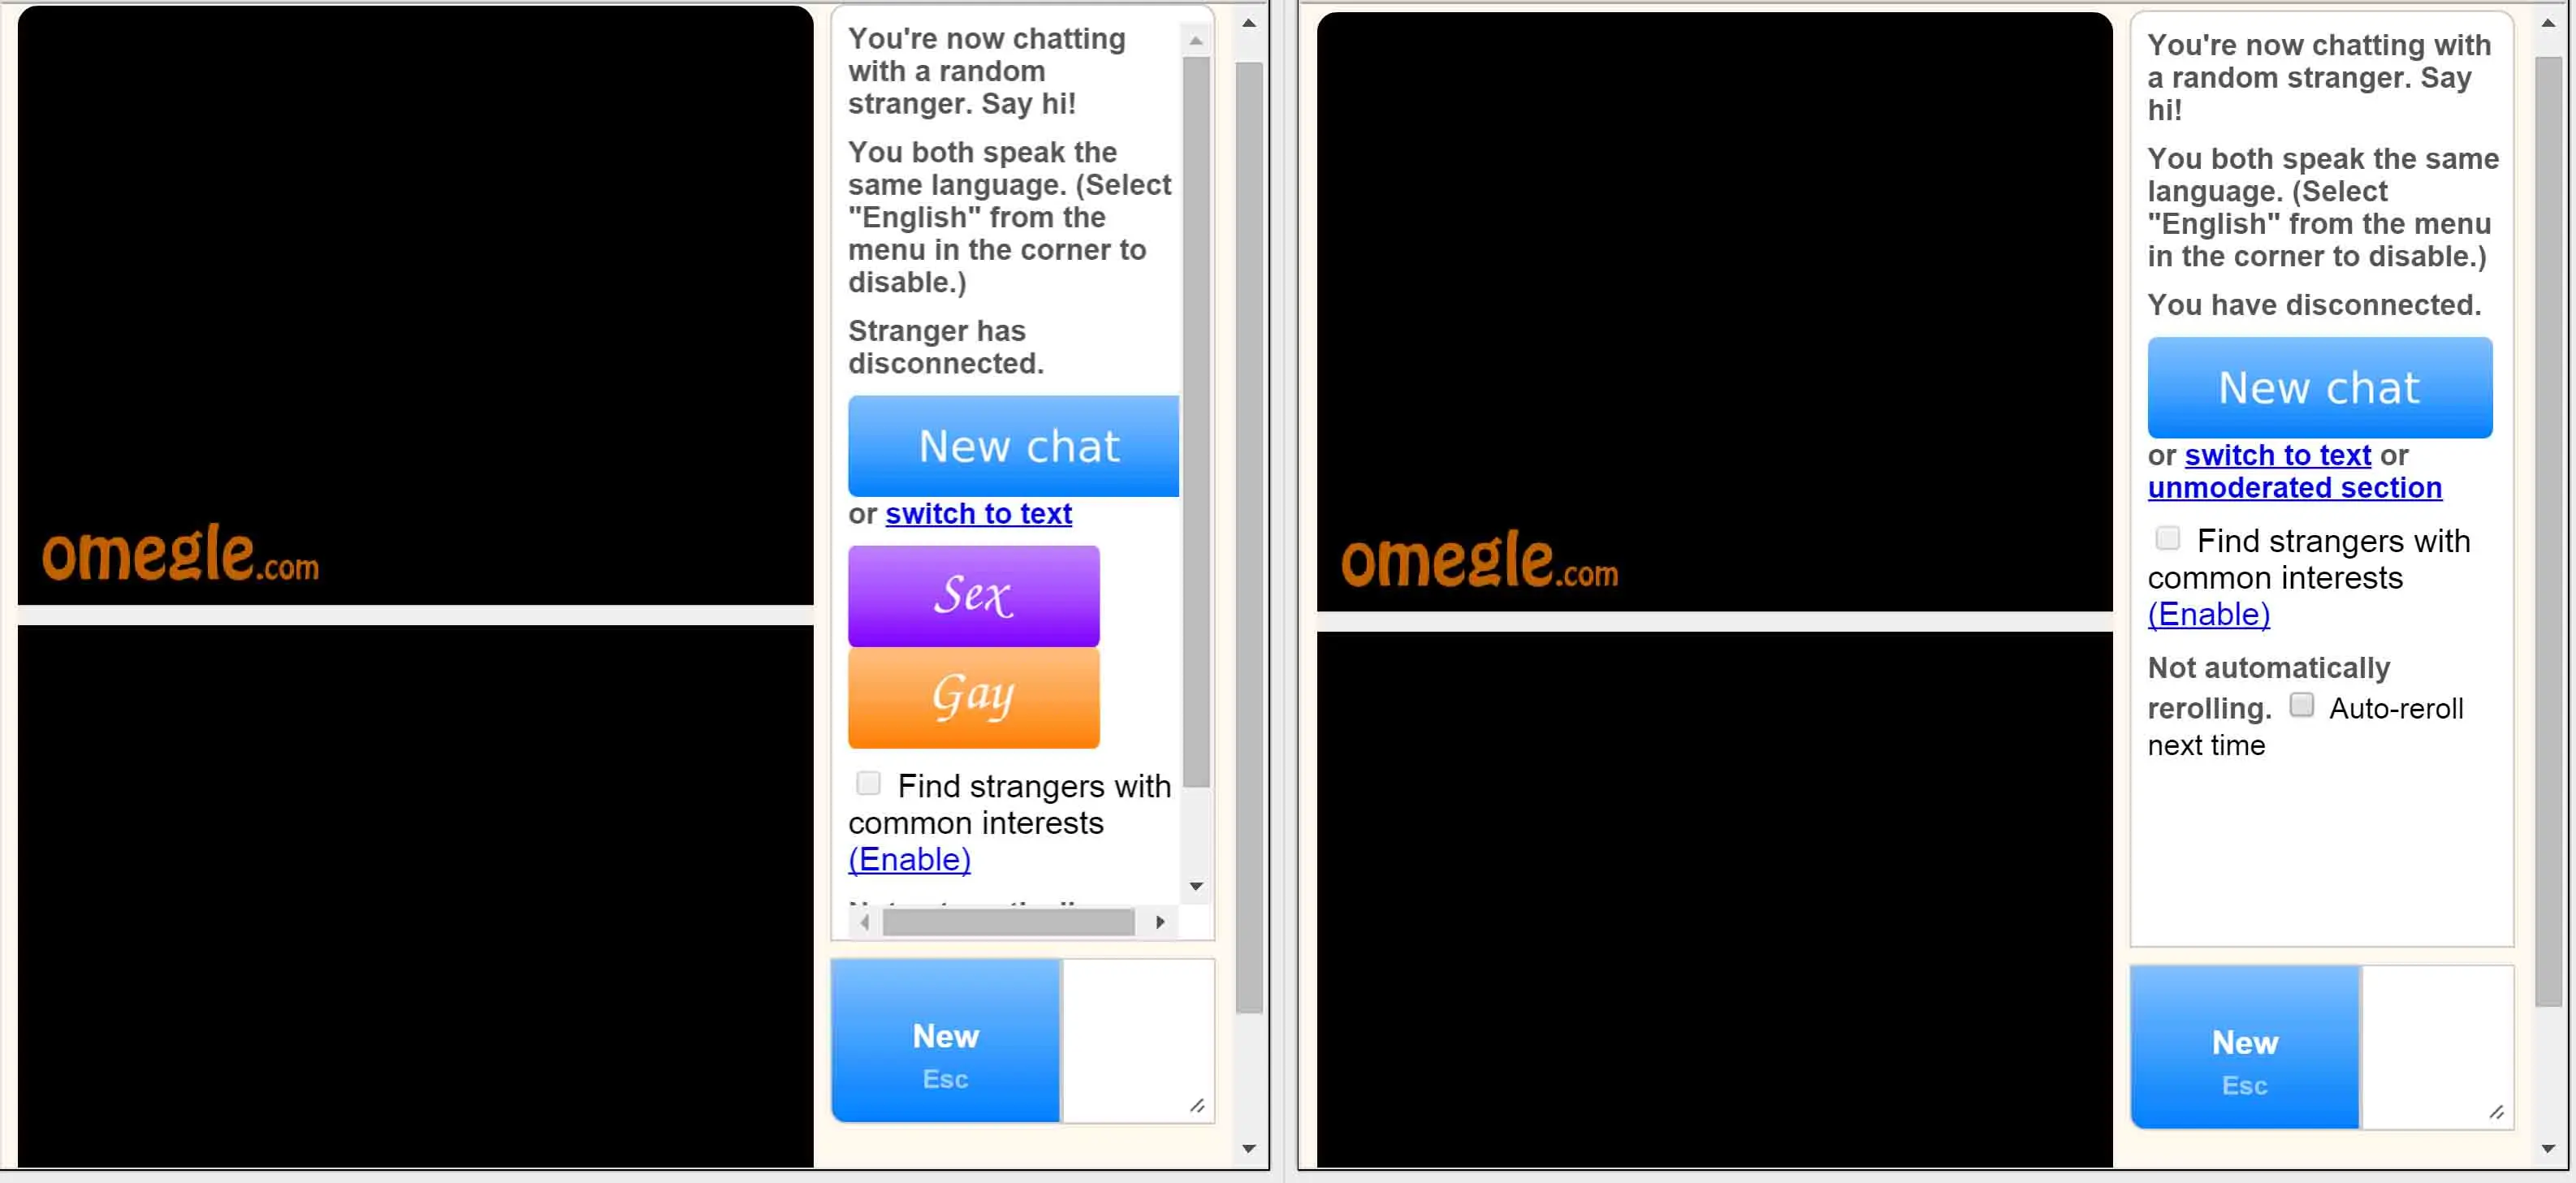 You're now chatting
with a random
stranger. Say hi!
You both speak the
same language. (Select
"English" from the
menu in the corner to
disable.)
Stranger has
disconnected.
New chat
or switch to text
Sex
Gay
Find strangers with
common interests
(Enable)
omegle.com
New
Esc
You're now chatting with
a random stranger. Say
hi!
You both speak the same
language. (Select
"English" from the menu
in the corner to disable.)
You have disconnected.
New chat
or switch to text or
unmoderated section
Find strangers with
common interests
(Enable)
Not automatically
rerolling. Auto-reroll
next time
omegle.com
New
Esc